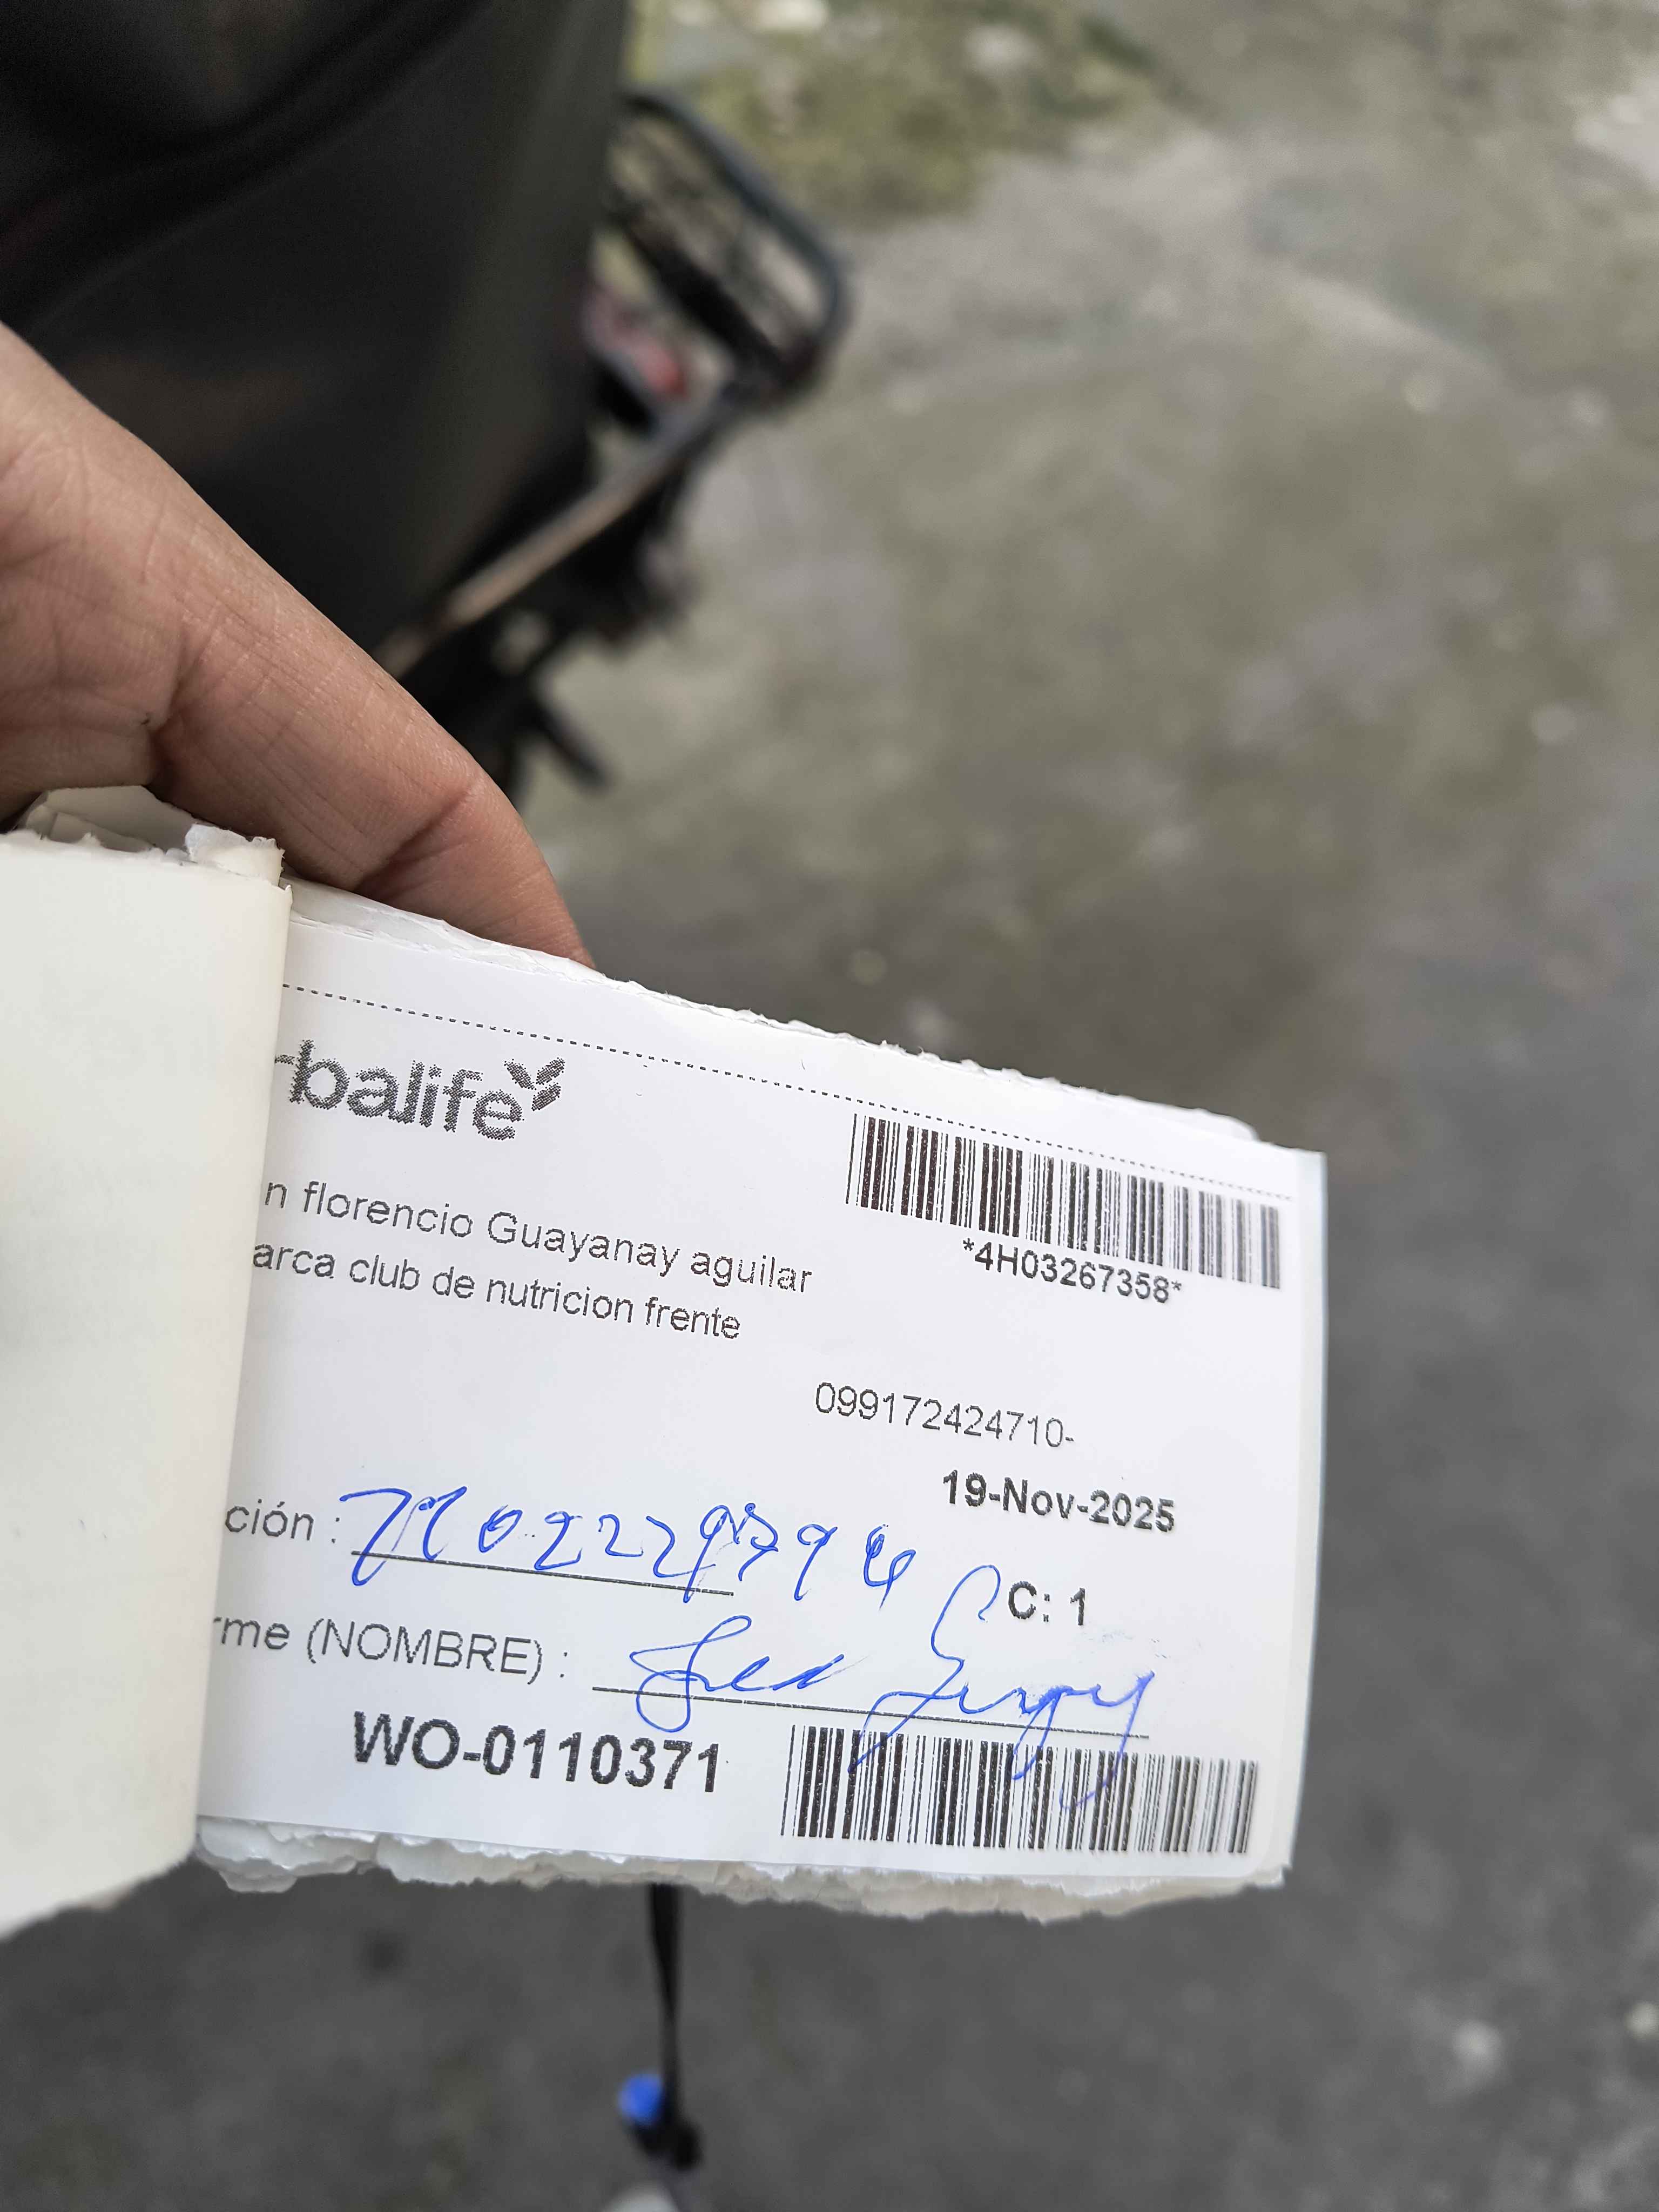 rbalife
n florencio Guayanay aguilar
arca club de nutricion frente
*4H03267358*
099172424710-
19-Nov-2025
ción :
C: 1
rme (NOMBRE) :
WO-0110371